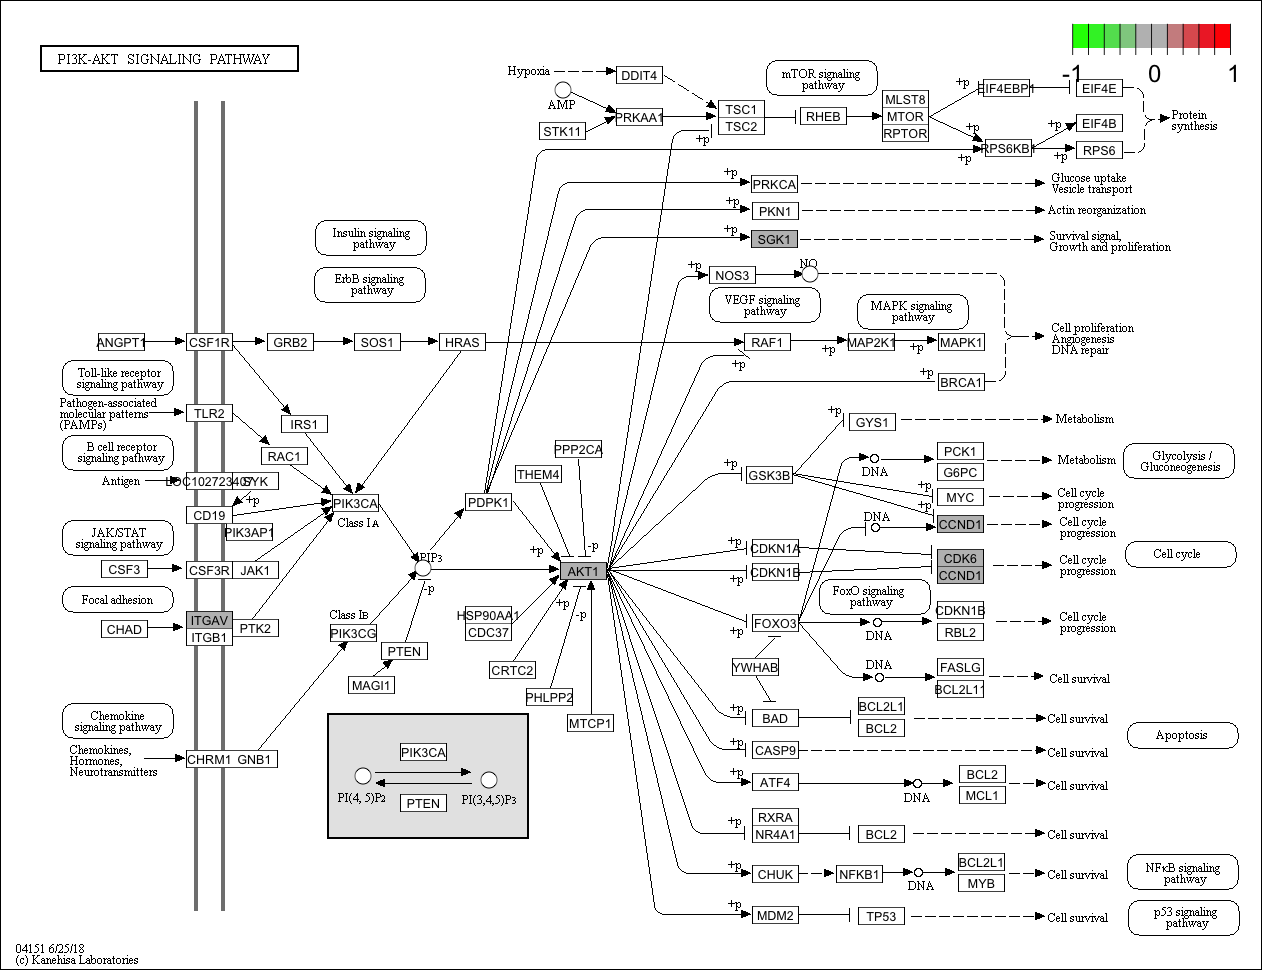 PI3K-AKT SIGNALING PATHWAY
-1
0
1
Hypoxia
DDIT4
AMP
STK11
PRKAA1
TSC1
TSC2
+p
mTOR signaling
pathway
RHEB
MLST8
MTOR
RPTOR
+p
EIF4EBP1
EIF4E
+p
RPS6KB1
+p
+p
EIF4B
+p
RPS6
Protein
synthesis
+p
PRKCA
Glucose uptake
Vesicle transport
+p
PKN1
Actin reorganization
+p
SGK1
Survival signal,
Growth and proliferation
Insulin signaling
pathway
ErbB signaling
pathway
+p
NOS3
NO
VEGF signaling
pathway
MAPK signaling
pathway
ANGPT1
CSF1R
GRB2
SOS1
HRAS
RAF1
+p
+p
MAP2K1
+p
MAPK1
Cell proliferation
Angiogenesis
DNA repair
+p
BRCA1
Toll-like receptor
signaling pathway
Pathogen-associated
molecular patterns
(PAMPs)
TLR2
IRS1
RAC1
B cell receptor
signaling pathway
Antigen
LOC102723407
SYK
+p
CD19
PIK3AP1
PIK3CA
Class IA
JAK/STAT
signaling pathway
CSF3
CSF3R
JAK1
Focal adhesion
CHAD
ITGAV
ITGB1
PTK2
Chemokine
signaling pathway
Chemokines,
Hormones,
Neurotransmitters
CHRM1
GNB1
PDPK1
PIP3
-p
Class IB
PIK3CG
PTEN
MAGI1
PIK3CA
PI(4, 5)P2
PI(3,4,5)P3
PTEN
PPP2CA
THEM4
+p
-p
AKT1
+p
-p
HSP90AA1
CDC37
CRTC2
PHLPP2
MTCP1
+p
GYS1
Metabolism
+p
GSK3B
DNA
PCK1
G6PC
Metabolism
Glycolysis /
Gluconeogenesis
+p
MYC
Cell cycle
progression
+p
DNA
CCND1
Cell cycle
progression
+p
CDKN1A
+p
CDKN1B
CDK6
CCND1
Cell cycle
progression
Cell cycle
FoxO signaling
pathway
+p
FOXO3
DNA
CDKN1B
RBL2
Cell cycle
progression
YWHAB
DNA
FASLG
BCL2L11
Cell survival
+p
BAD
BCL2L1
BCL2
Cell survival
Apoptosis
+p
CASP9
Cell survival
+p
ATF4
DNA
BCL2
MCL1
Cell survival
+p
RXRA
NR4A1
BCL2
Cell survival
+p
CHUK
NFKB1
DNA
BCL2L1
MYB
Cell survival
NFκB signaling
pathway
+p
MDM2
TP53
Cell survival
p53 signaling
pathway
04151 6/25/18
(c) Kanehisa Laboratories